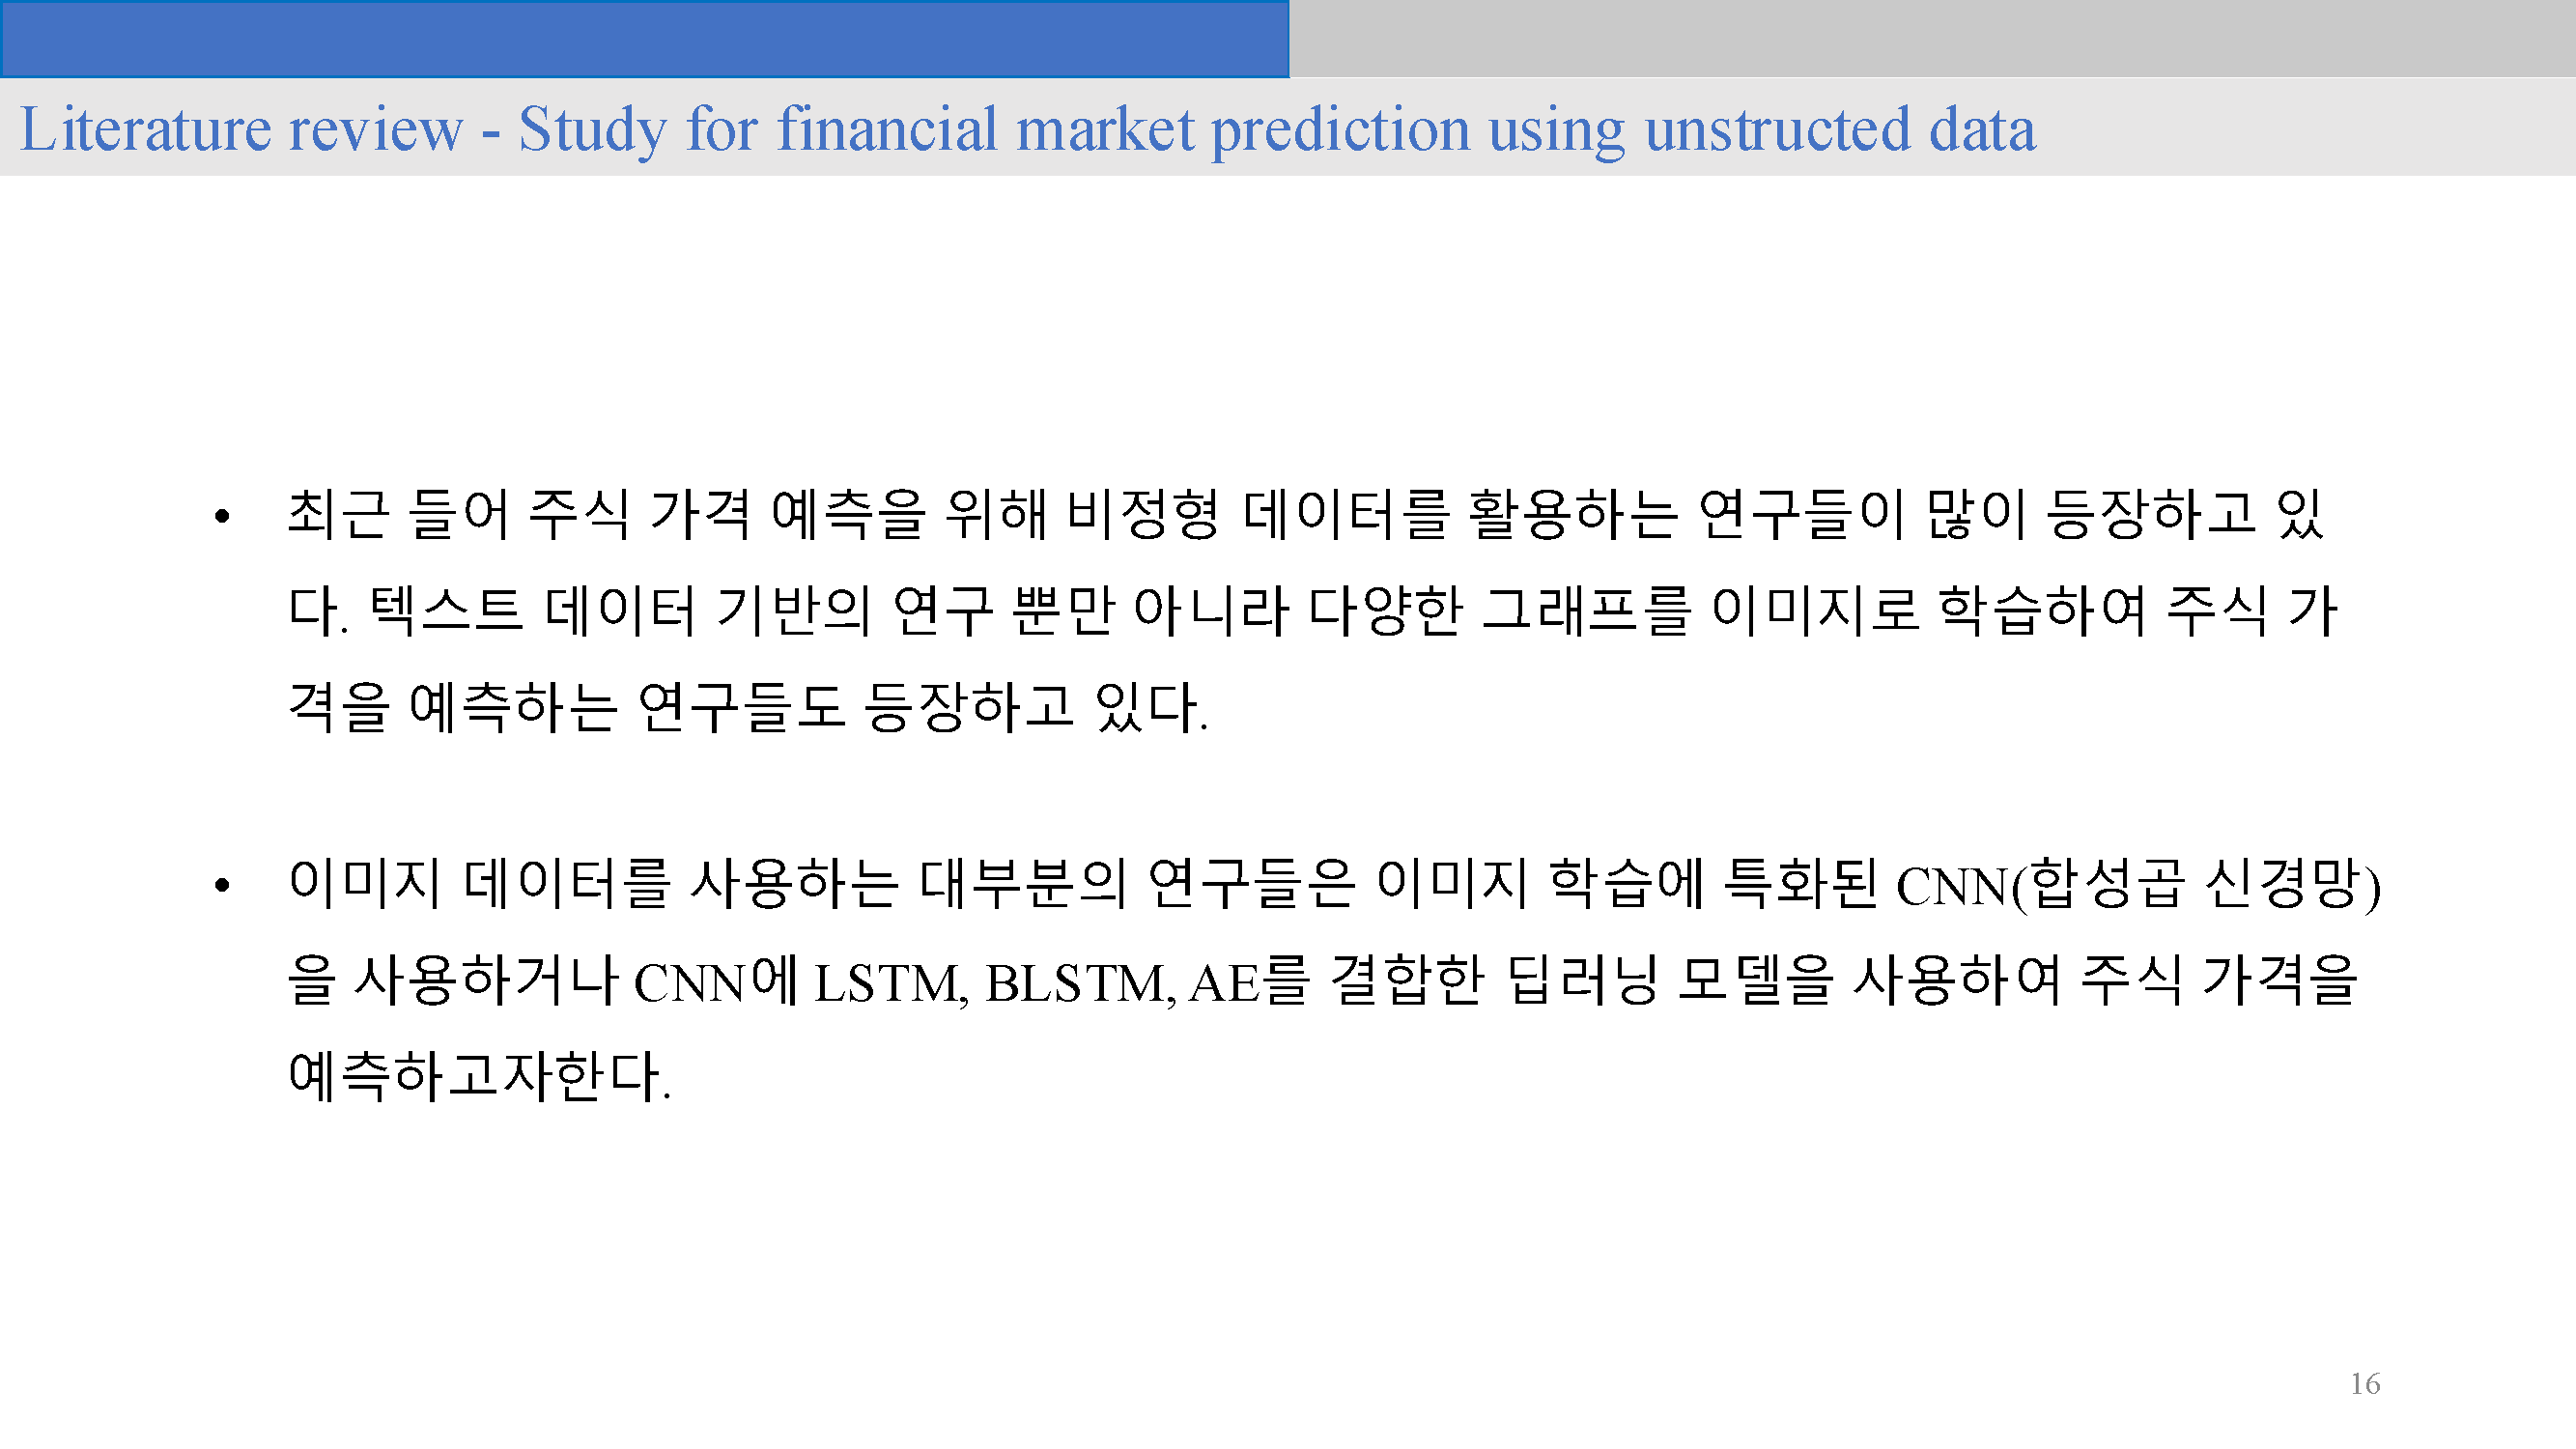 Literature review - Study for financial market prediction using unstructed data
• 최근 들어 주식 가격 예측을 위해 비정형 데이터를 활용하는 연구들이 많이 등장하고 있
다. 텍스트 데이터 기반의 연구 뿐만 아니라 다양한 그래프를 이미지로 학습하여 주식 가
격을 예측하는 연구들도 등장하고 있다.
• 이미지 데이터를 사용하는 대부분의 연구들은 이미지 학습에 특화된 CNN(합성곱 신경망)
을 사용하거나 CNN에 LSTM, BLSTM, AE를 결합한 딥러닝 모델을 사용하여 주식 가격을
예측하고자한다.
16